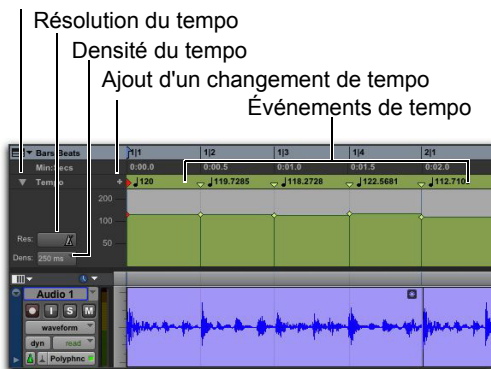 Résolution du tempo
Densité du tempo
Ajout d'un changement de tempo
Événements de tempo
Bars:Beats 1|1 1|2 1|3 1|4 2|1
Min:Secs 0:00.0 0:00.5 0:01.0 0:01.5 0:02.0
Tempo + 120 119.7285 118.2728 122.5681 112.710
200
100
50
Res:
Dens: 250 ms
Audio 1
I S M
waveform
dyn read
Polyphnc